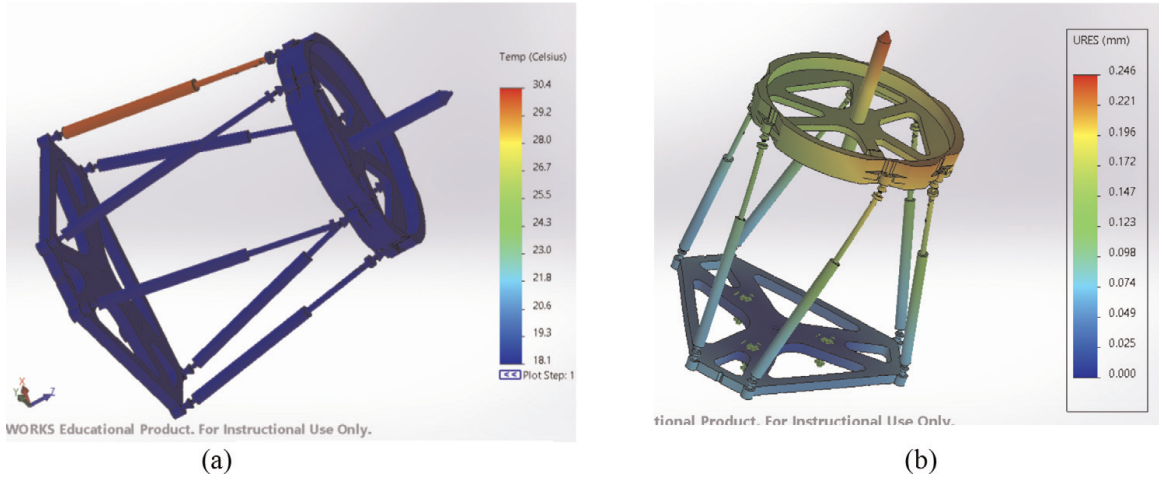 Temp (Celsius)
30.4
29.2
28.0
26.7
25.5
24.3
23.0
21.8
20.6
19.3
18.1
Plot Step: 1
X
Y
Z
WORKS Educational Product. For Instructional Use Only.
(a)
URES (mm)
0.246
0.221
0.196
0.172
0.147
0.123
0.098
0.074
0.049
0.025
0.000
tional Product. For Instructional Use Only.
(b)